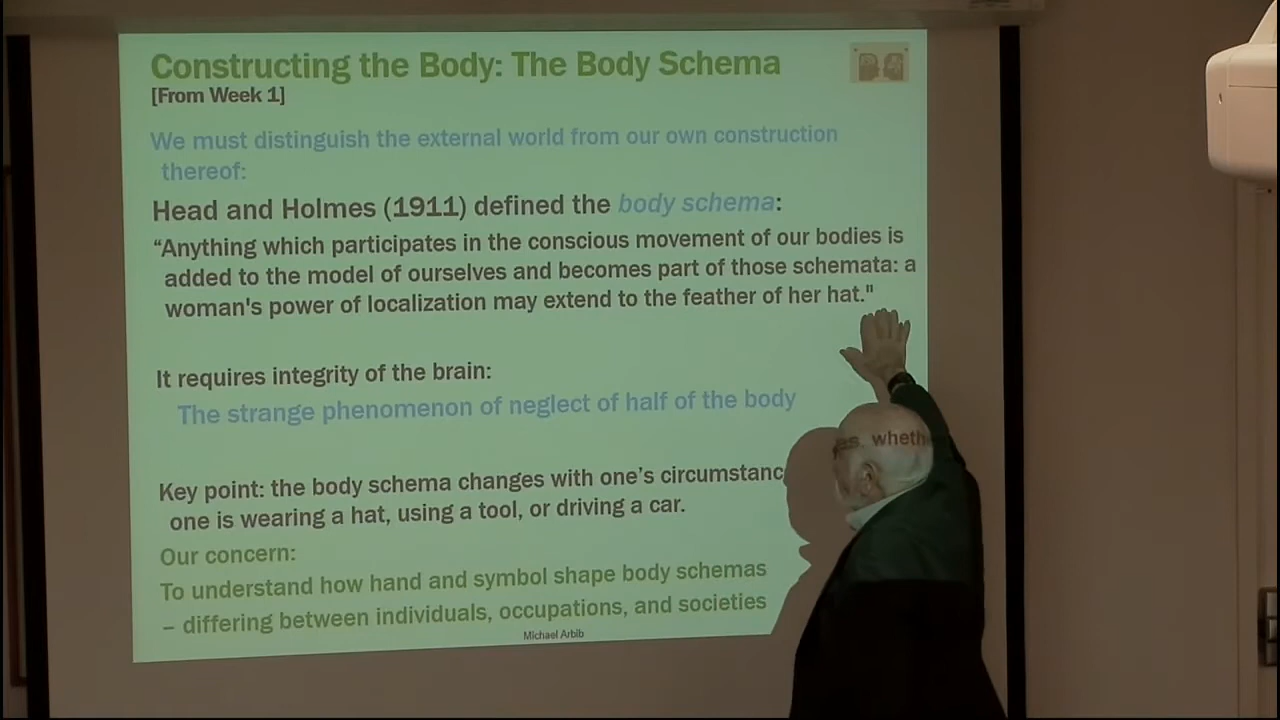 Constructing the Body: The Body Schema
[From Week 1]
We must distinguish the external world from our own construction
thereof:
Head and Holmes (1911) defined the body schema:
“Anything which participates in the conscious movement of our bodies is
added to the model of ourselves and becomes part of those schemata: a
woman's power of localization may extend to the feather of her hat."
It requires integrity of the brain:
The strange phenomenon of neglect of half of the body
Key point: the body schema changes with one’s circumstanc es, wheth
one is wearing a hat, using a tool, or driving a car.
Our concern:
To understand how hand and symbol shape body schemas
– differing between individuals, occupations, and societies
Michael Arbib